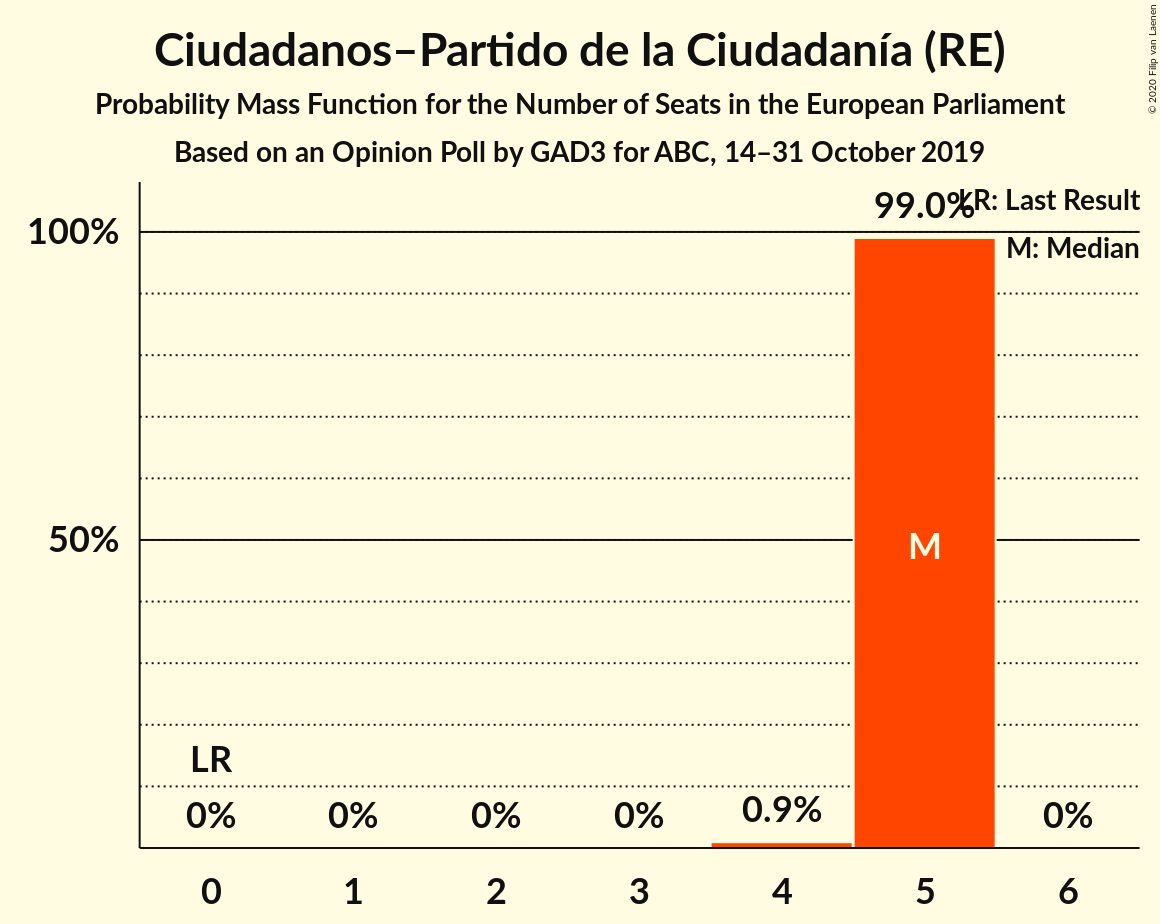 Ciudadanos–Partido de la Ciudadanía (RE)
Probability Mass Function for the Number of Seats in the European Parliament
Based on an Opinion Poll by GAD3 for ABC, 14–31 October 2019
© 2020 Filip van Laenen
99.0%
LR: Last Result
100%
M: Median
50%
M
LR
0%
0%
0%
0%
0.9%
0%
0
1
2
3
4
5
6